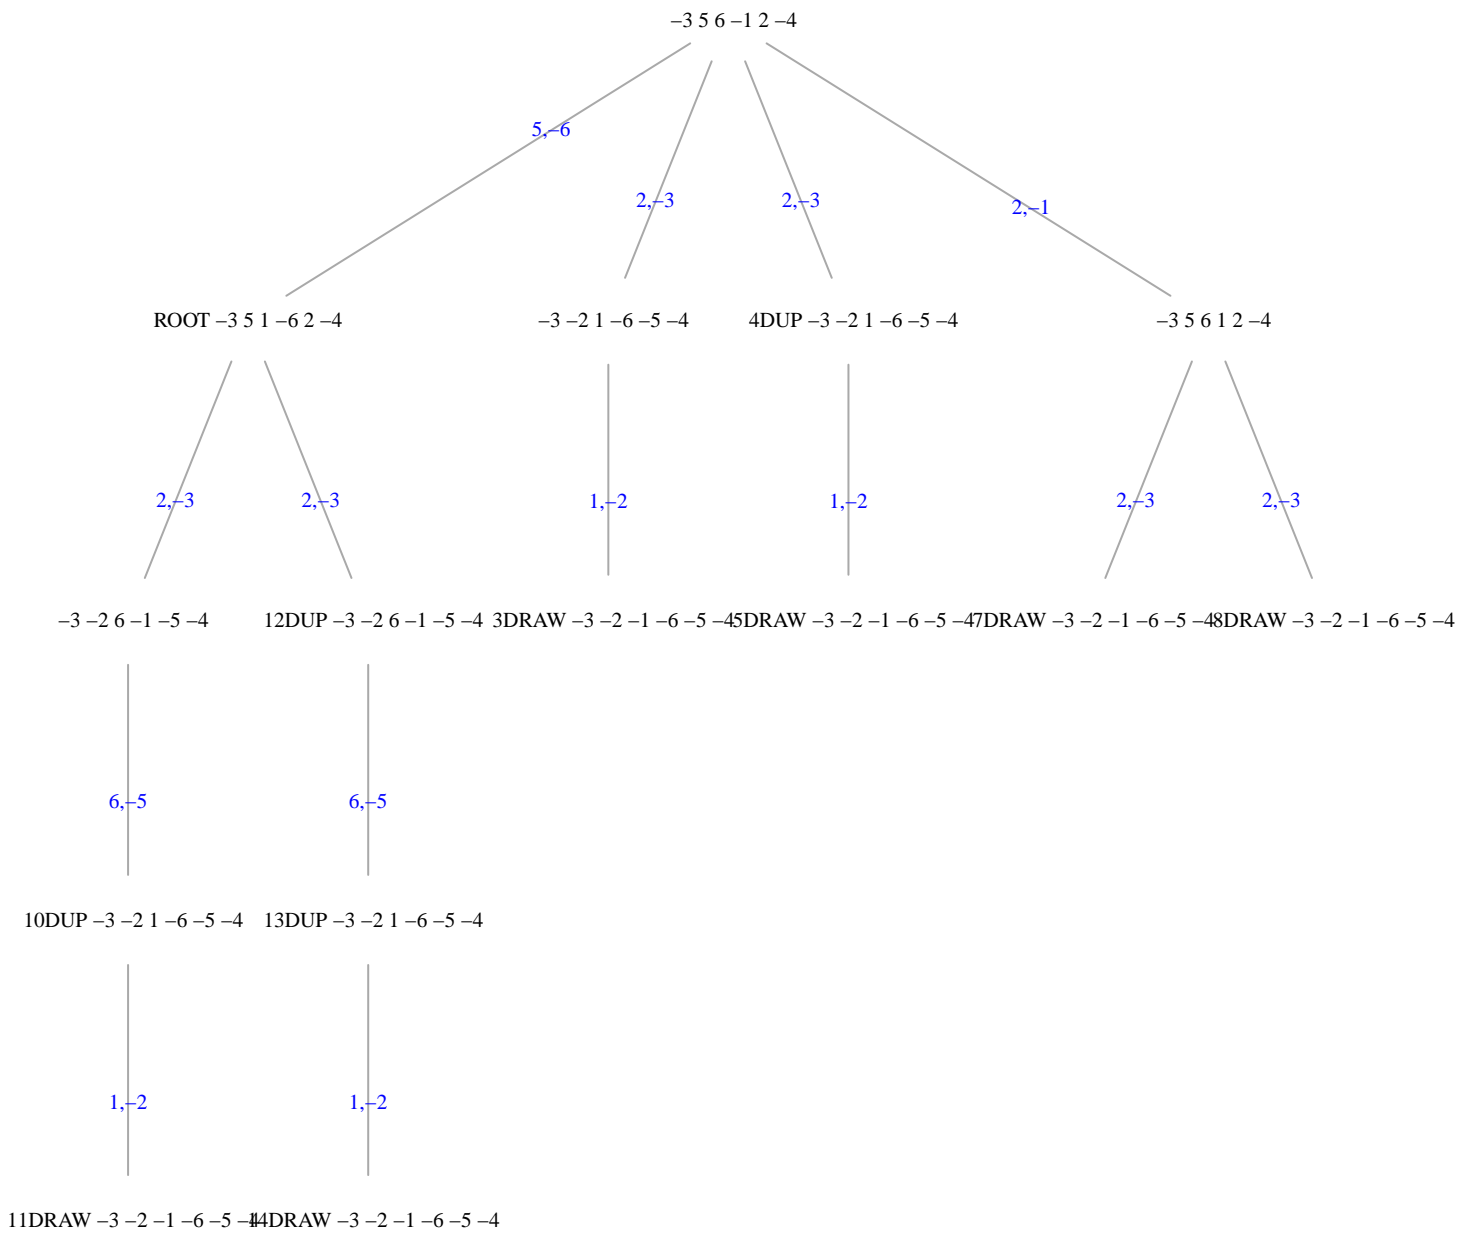 –3 5 6 –1 2 –4
5,–6
2,–3 2,–3
2,–1
ROOT –3 5 1 –6 2 –4 –3 –2 1 –6 –5 –4 4DUP –3 –2 1 –6 –5 –4 –3 5 6 1 2 –4
2,–3 2,–3 1,–2 1,–2 2,–3 2,–3
–3 –2 6 –1 –5 –4 12DUP –3 –2 6 –1 –5 –4 3DRAW –3 –2 –1 –6 –5 –4 5DRAW –3 –2 –1 –6 –5 –4 7DRAW –3 –2 –1 –6 –5 –4 8DRAW –3 –2 –1 –6 –5 –4
6,–5 6,–5
10DUP –3 –2 1 –6 –5 –4 13DUP –3 –2 1 –6 –5 –4
1,–2 1,–2
11DRAW –3 –2 –1 –6 –5 –4 14DRAW –3 –2 –1 –6 –5 –4